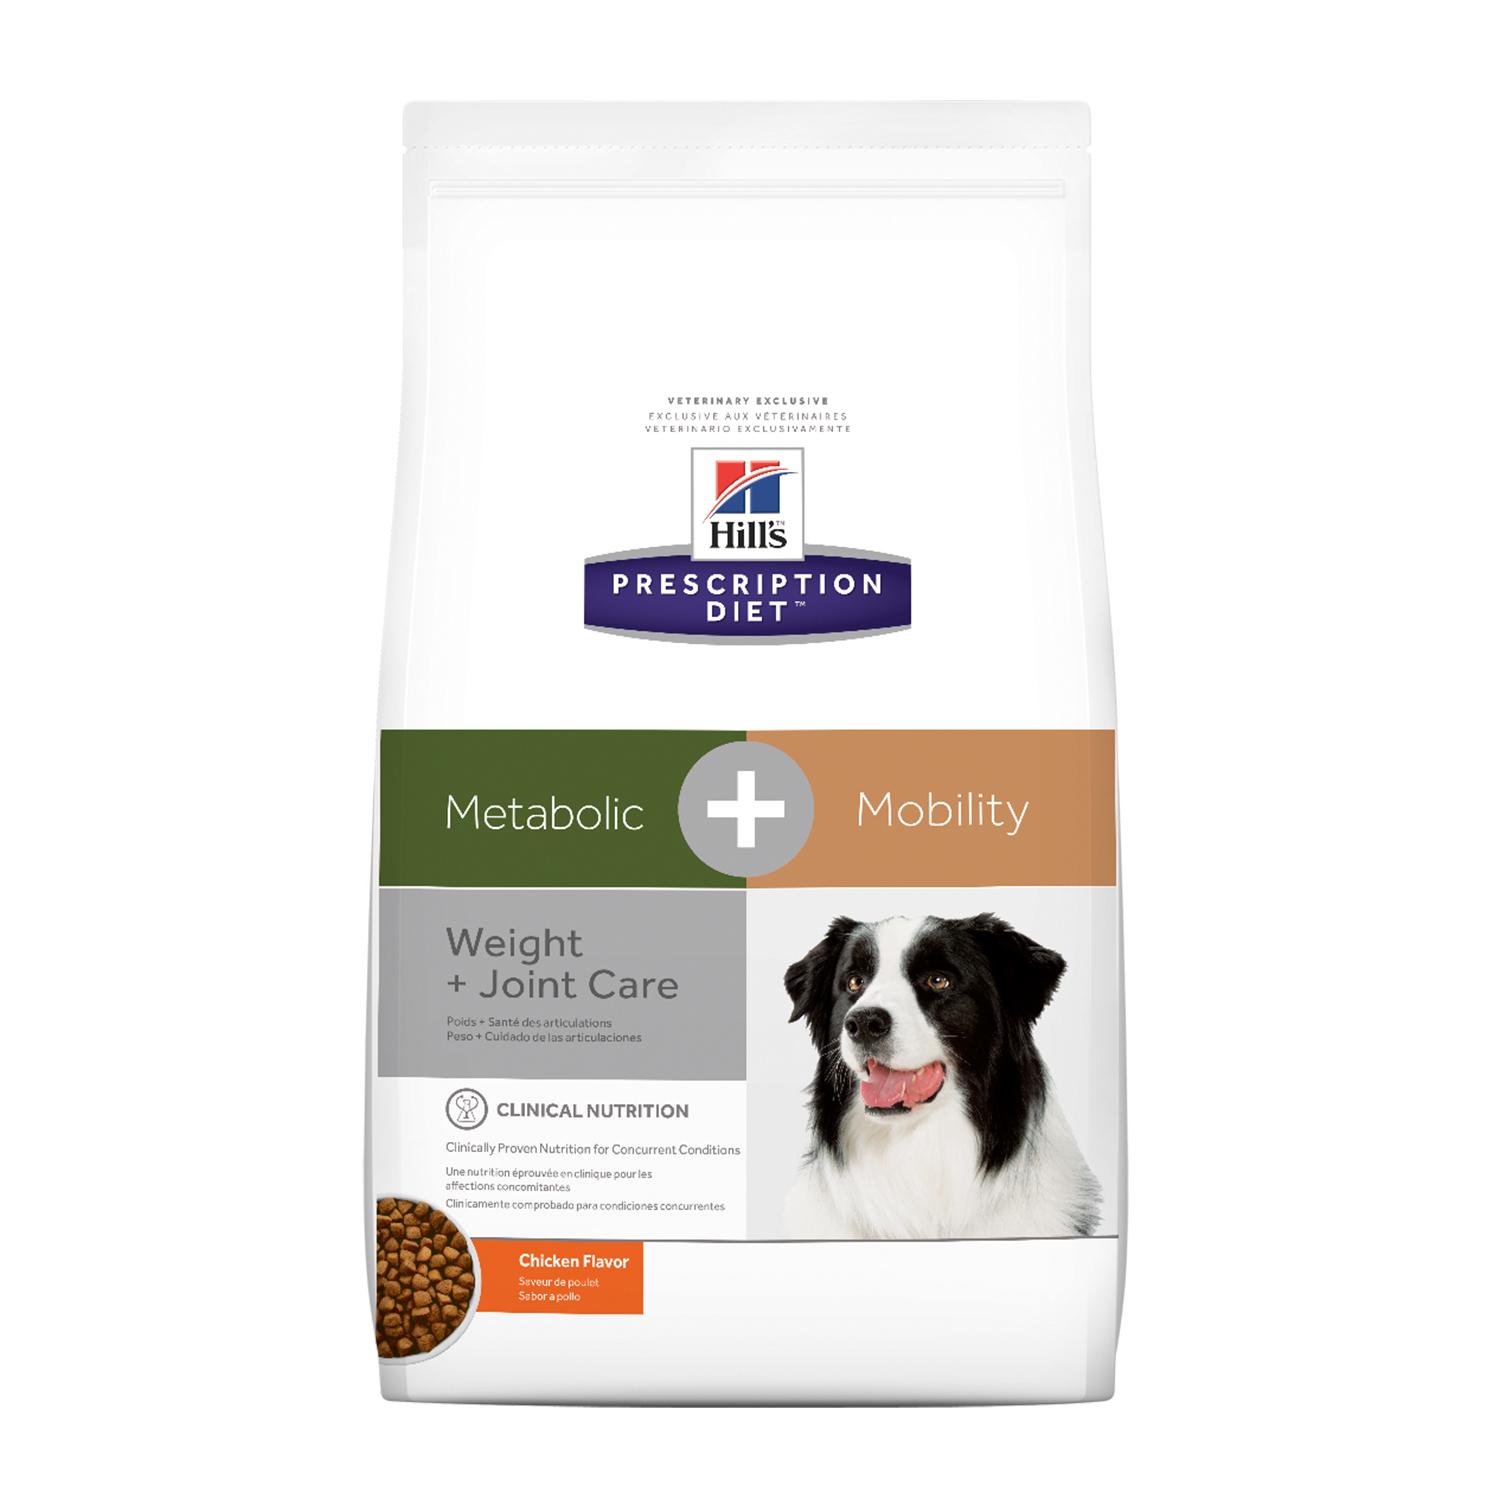 VETERINARY EXCLUSIVE
EXCLUSIVE AUX VÉTÉRINAIRES
VETERINARIO EXCLUSIVAMENTE
Hill's™
PRESCRIPTION
DIET™
Metabolic + Mobility
Weight
+ Joint Care
Poids + Santé des articulations
Peso + Cuidado de las articulaciones
CLINICAL NUTRITION
Clinically Proven Nutrition for Concurrent Conditions
Une nutrition éprouvée en clinique pour les
affections concomitantes
Clínicamente comprobado para condiciones concurrentes
Chicken Flavor
Saveur de poulet
Sabor a pollo